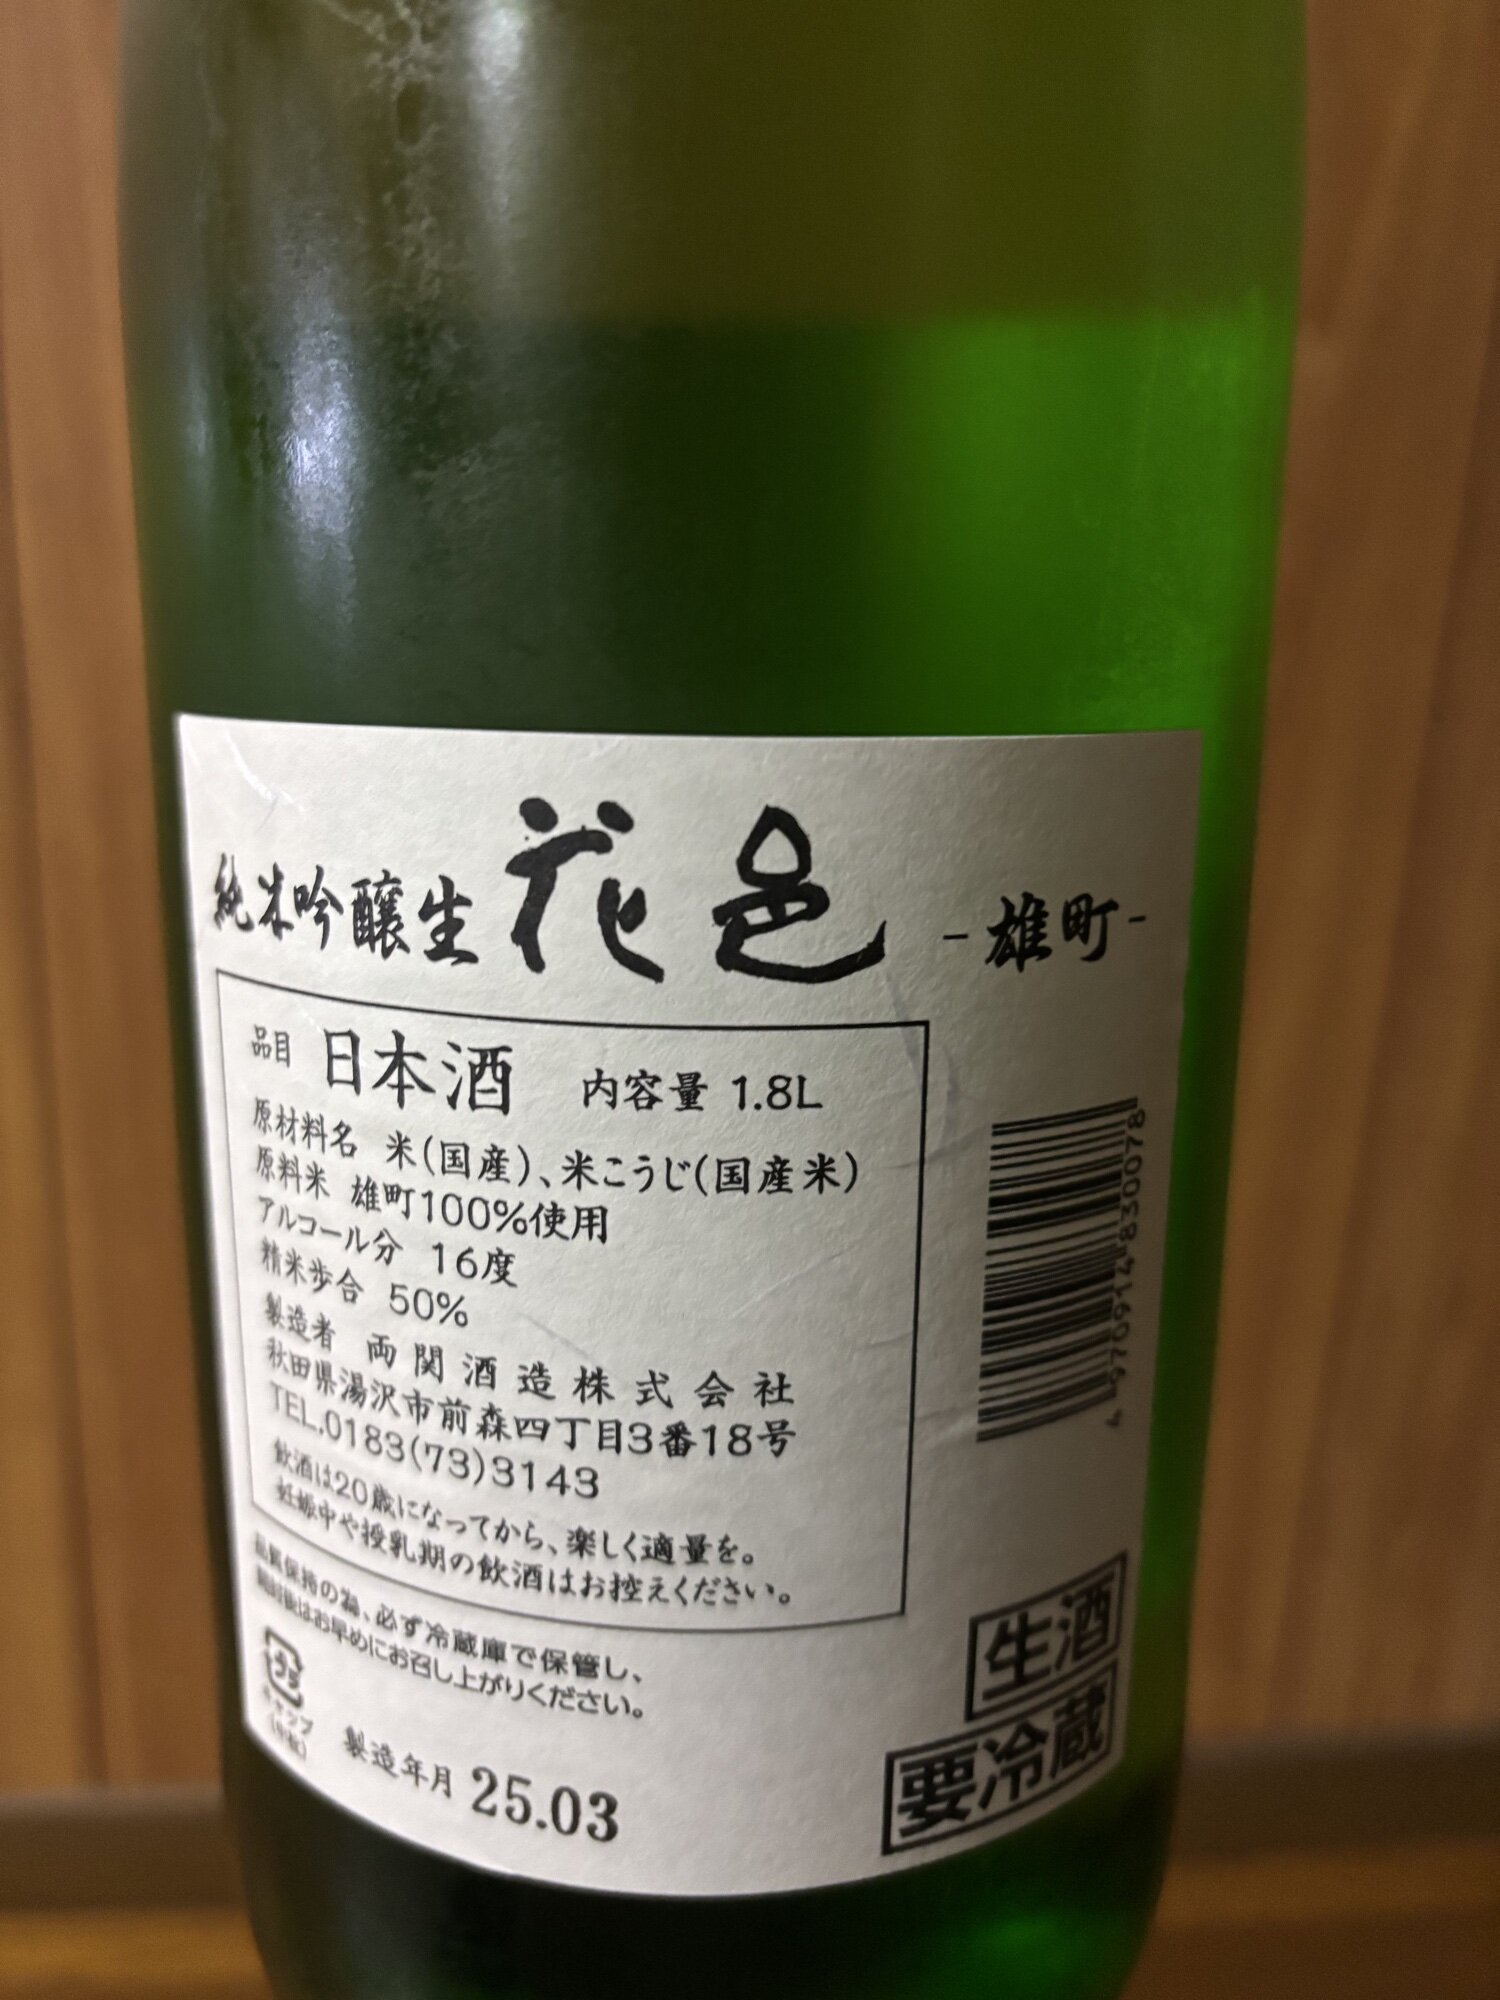 純米吟醸生 花邑 -雄町-
品目 日本酒 内容量 1.8L
原材料名 米(国産)、米こうじ(国産米)
原料米 雄町100%使用
アルコール分 16度
精米歩合 50%
製造者 両関酒造株式会社
秋田県湯沢市前森四丁目3番18号
TEL.0183(73)3143
飲酒は20歳になってから、楽しく適量を。
妊娠中や授乳期の飲酒はお控えください。
品質保持の為、必ず冷蔵庫で保管し、
開封後はお早めにお召し上がりください。
キャップ
製造年月 25.03
4970914830078
生酒
要冷蔵